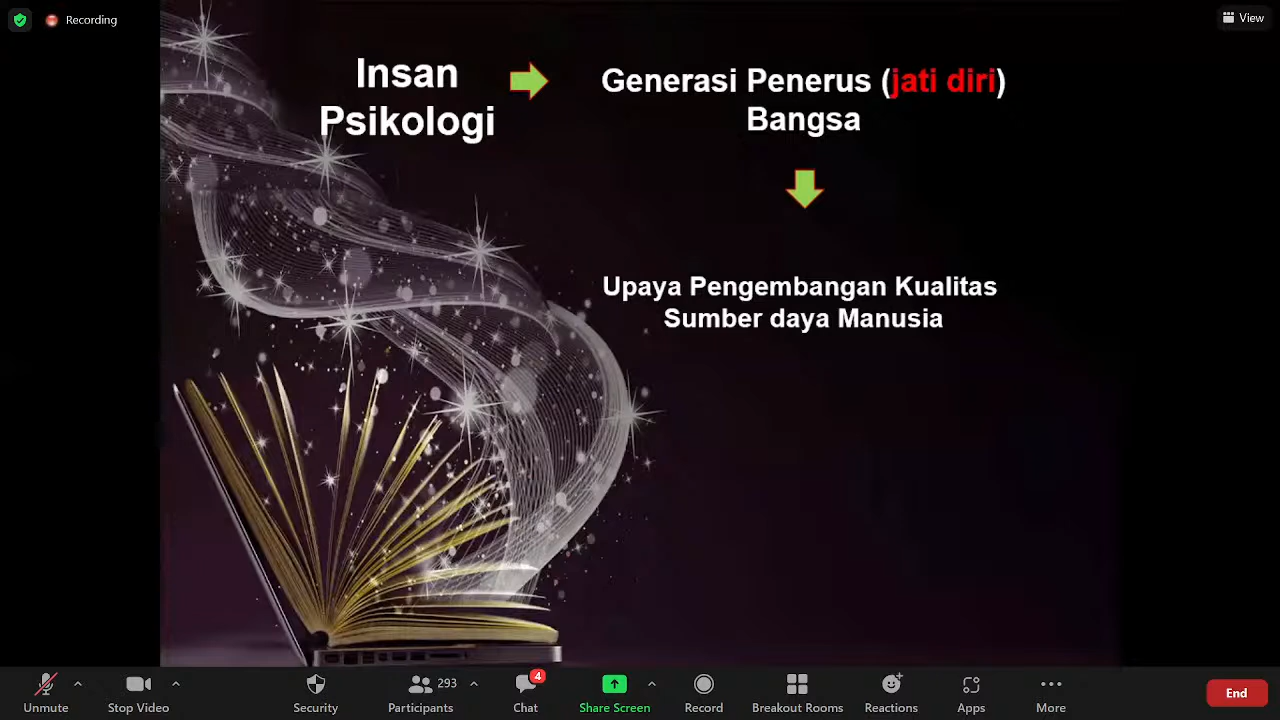 Recording
View
Insan
Psikologi
Generasi Penerus (jati diri)
Bangsa
Upaya Pengembangan Kualitas
Sumber daya Manusia
Unmute
Stop Video
Security
293
Participants
4
Chat
Share Screen
Record
Breakout Rooms
Reactions
Apps
More
End